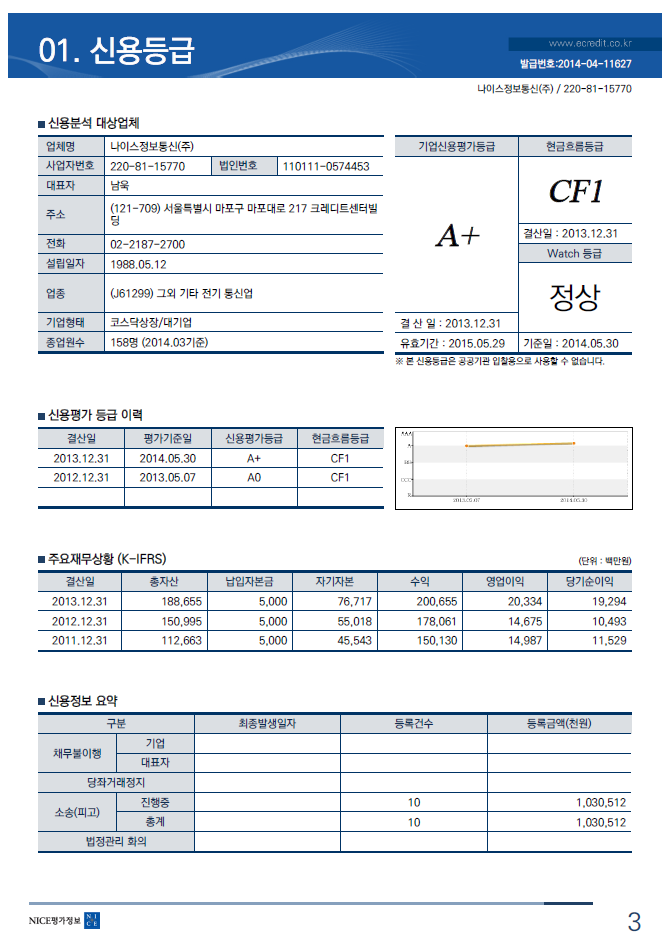 01. 신용등급
www.ecredit.co.kr
발급번호:2014-04-11627
나이스정보통신(주) / 220-81-15770
■ 신용분석 대상업체
업체명 나이스정보통신(주)
사업자번호 220-81-15770 법인번호 110111-0574453
대표자 남욱
주소 (121-709) 서울특별시 마포구 마포대로 217 크레디트센터빌
딩
전화 02-2187-2700
설립일자 1988.05.12
업종 (J61299) 그외 기타 전기 통신업
기업형태 코스닥상장/대기업
종업원수 158명 (2014.03기준)
기업신용평가등급 현금흐름등급
A+
CF1
결산일 : 2013.12.31
Watch 등급
정상
결 산 일 : 2013.12.31
유효기간 : 2015.05.29 기준일 : 2014.05.30
※ 본 신용등급은 공공기관 입찰용으로 사용할 수 없습니다.
■ 신용평가 등급 이력
결산일 평가기준일 신용평가등급 현금흐름등급
2013.12.31 2014.05.30 A+ CF1
2012.12.31 2013.05.07 A0 CF1
AAA
A
BB
CCC
R
2013.05.07 2014.05.30
■ 주요재무상황 (K-IFRS)
(단위 : 백만원)
결산일 총자산 납입자본금 자기자본 수익 영업이익 당기순이익
2013.12.31 188,655 5,000 76,717 200,655 20,334 19,294
2012.12.31 150,995 5,000 55,018 178,061 14,675 10,493
2011.12.31 112,663 5,000 45,543 150,130 14,987 11,529
■ 신용정보 요약
구분 최종발생일자 등록건수 등록금액(천원)
채무불이행 기업
대표자
당좌거래정지
소송(피고) 진행중 10 1,030,512
총계 10 1,030,512
법정관리 화의
NICE평가정보 NICE
3